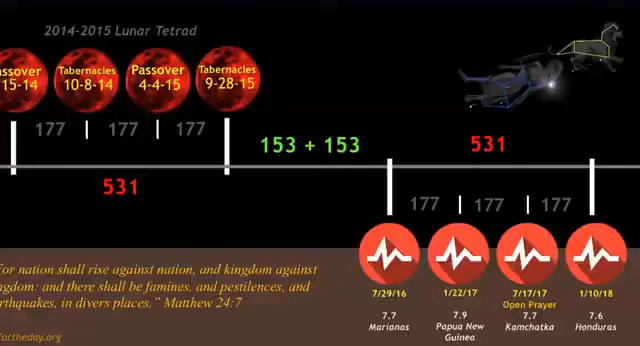 2014-2015 Lunar Tetrad
assover Tabernacles Passover Tabernacles
15-14 10-8-14 4-4-15 9-28-15
177 177 177
153 + 153
531
531
177 177 177
For nation shall rise against nation, and kingdom against
ngdom: and there shall be famines, and pestilences, and
rthquakes, in divers places." Matthew 24:7
fortheday.org
7/29/16 1/22/17 7/17/17 1/10/18
Open Prayer
7.7 7.9 7.7 7.6
Marianas Papua New Kamchatka Honduras
Guinea